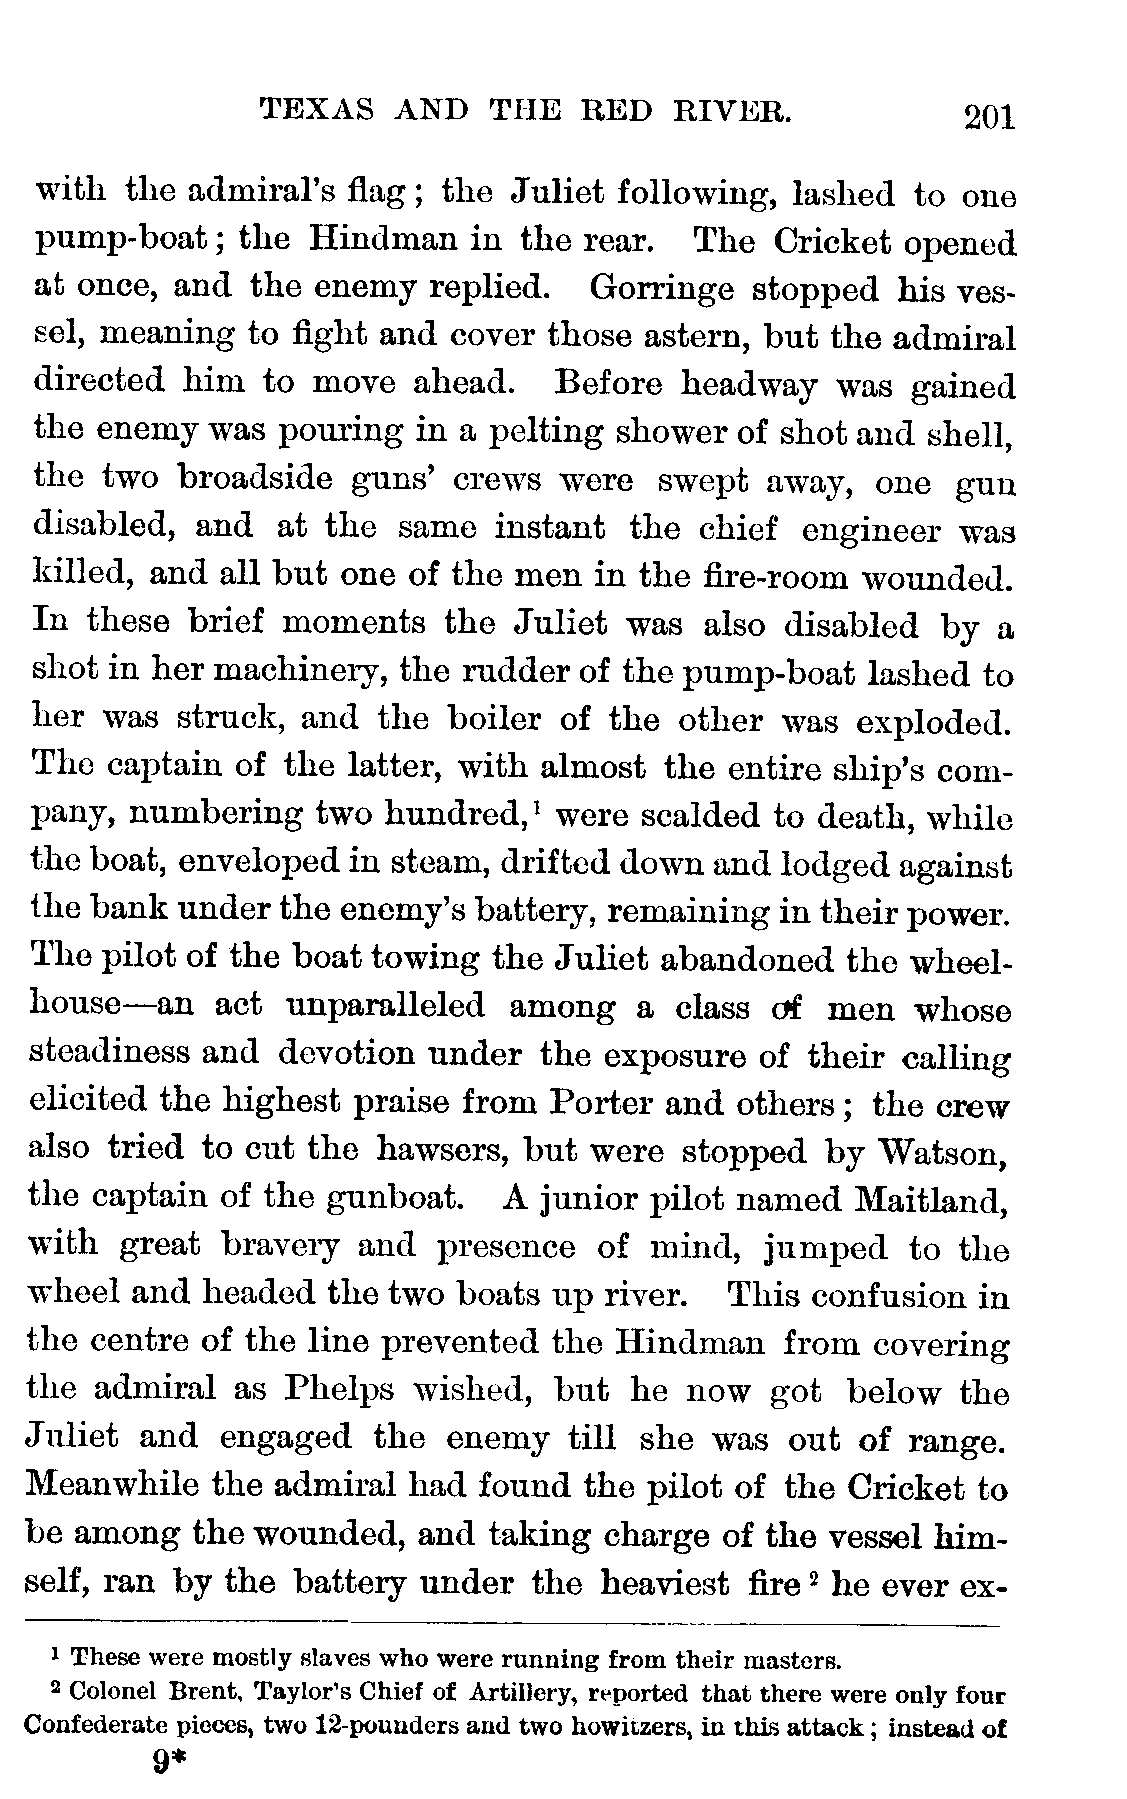 TEXAS AND THE RED RIVER. 201
with the admiral's flag; the Juliet following, lashed to one
pump-boat; the Hindman in the rear. The Cricket opened
at once, and the enemy replied. Gorringe stopped his ves-
sel, meaning to fight and cover those astern, but the admiral
directed him to move ahead. Before headway was gained
the enemy was pouring in a pelting shower of shot and shell,
the two broadside guns' crews were swept away, one gun
disabled, and at the same instant the chief engineer was
killed, and all but one of the men in the fire-room wounded.
In these brief moments the Juliet was also disabled by a
shot in her machinery, the rudder of the pump-boat lashed to
her was struck, and the boiler of the other was exploded.
The captain of the latter, with almost the entire ship's com-
pany, numbering two hundred,¹ were scalded to death, while
the boat, enveloped in steam, drifted down and lodged against
the bank under the enemy's battery, remaining in their power.
The pilot of the boat towing the Juliet abandoned the wheel-
house—an act unparalleled among a class of men whose
steadiness and devotion under the exposure of their calling
elicited the highest praise from Porter and others; the crew
also tried to cut the hawsers, but were stopped by Watson,
the captain of the gunboat. A junior pilot named Maitland,
with great bravery and presence of mind, jumped to the
wheel and headed the two boats up river. This confusion in
the centre of the line prevented the Hindman from covering
the admiral as Phelps wished, but he now got below the
Juliet and engaged the enemy till she was out of range.
Meanwhile the admiral had found the pilot of the Cricket to
be among the wounded, and taking charge of the vessel him-
self, ran by the battery under the heaviest fire² he ever ex-
¹ These were mostly slaves who were running from their masters.
² Colonel Brent, Taylor's Chief of Artillery, reported that there were only four
Confederate pieces, two 12-pounders and two howitzers, in this attack; instead of
9*